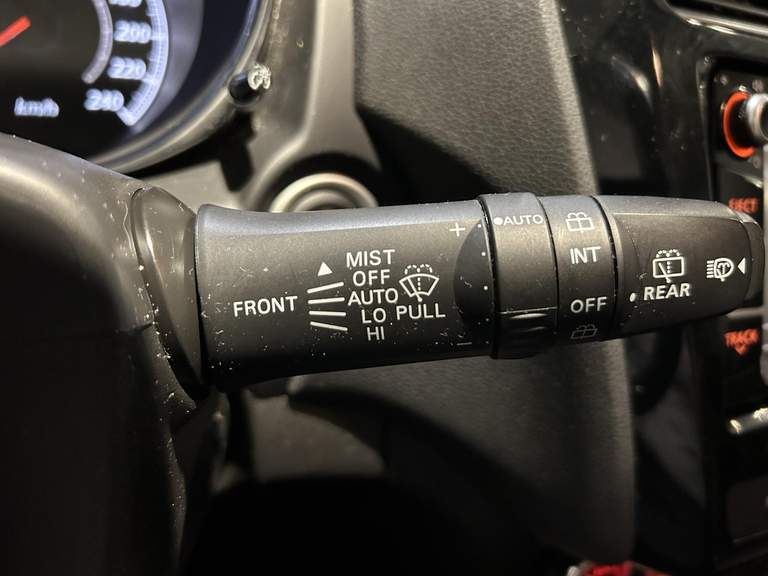 200
220
240
km/h
FRONT
MIST
OFF
AUTO
LO PULL
HI
+
-
AUTO
INT
OFF
REAR
EJECT
TRACK